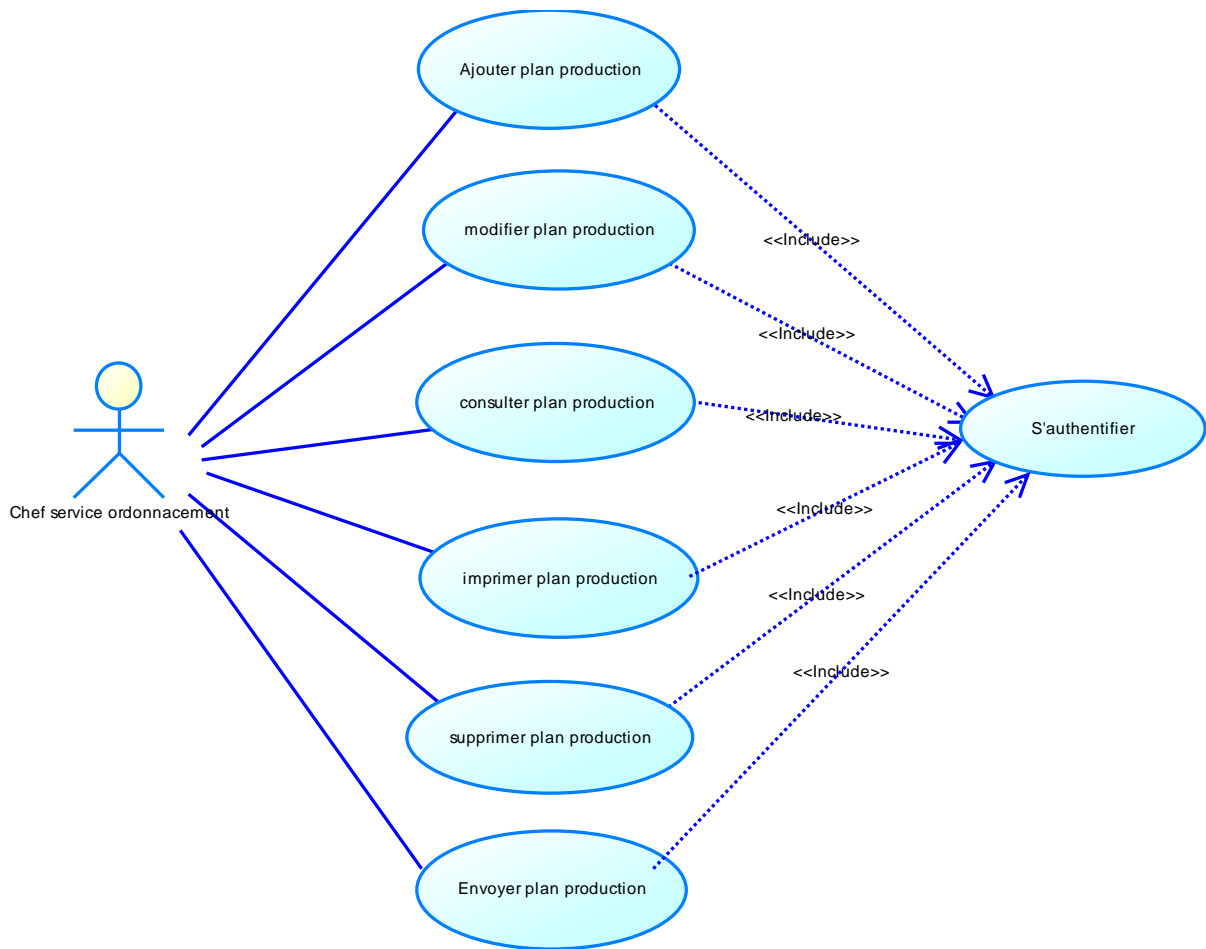 Ajouter plan production
modifier plan production
<<Include>>
<<Include>>
consulter plan production
<<Include>>
S'authentifier
Chef service ordonnacement
<<Include>>
imprimer plan production
<<Include>>
supprimer plan production
<<Include>>
Envoyer plan production